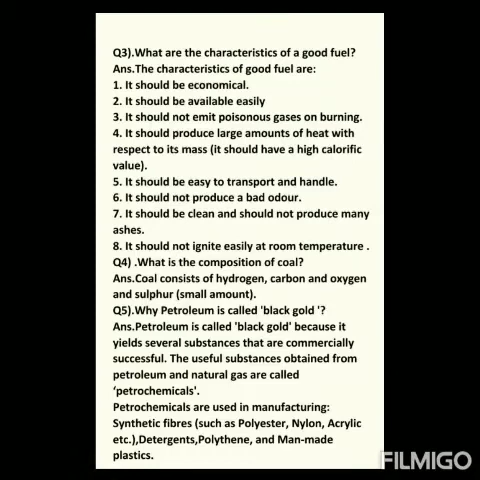 Q3).What are the characteristics of a good fuel?
Ans.The characteristics of good fuel are:
1. It should be economical.
2. It should be available easily
3. It should not emit poisonous gases on burning.
4. It should produce large amounts of heat with
respect to its mass (it should have a high calorific
value).
5. It should be easy to transport and handle.
6. It should not produce a bad odour.
7. It should be clean and should not produce many
ashes.
8. It should not ignite easily at room temperature .
Q4) .What is the composition of coal?
Ans.Coal consists of hydrogen, carbon and oxygen
and sulphur (small amount).
Q5).Why Petroleum is called 'black gold '?
Ans.Petroleum is called 'black gold' because it
yields several substances that are commercially
successful. The useful substances obtained from
petroleum and natural gas are called
‘petrochemicals'.
Petrochemicals are used in manufacturing:
Synthetic fibres (such as Polyester, Nylon, Acrylic
etc.),Detergents,Polythene, and Man-made
plastics.
FILMIGO